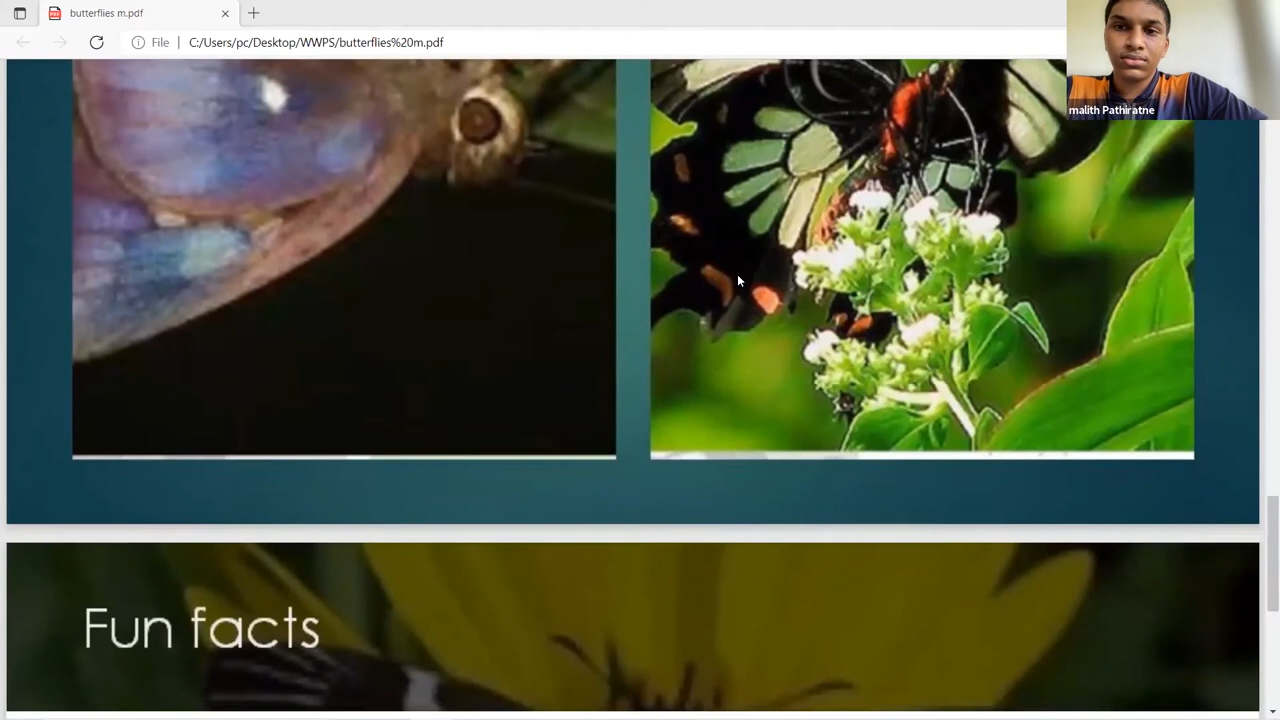 butterflies m.pdf
File
C:/Users/pc/Desktop/WWPS/butterflies%20m.pdf
malith Pathiratne
Fun facts